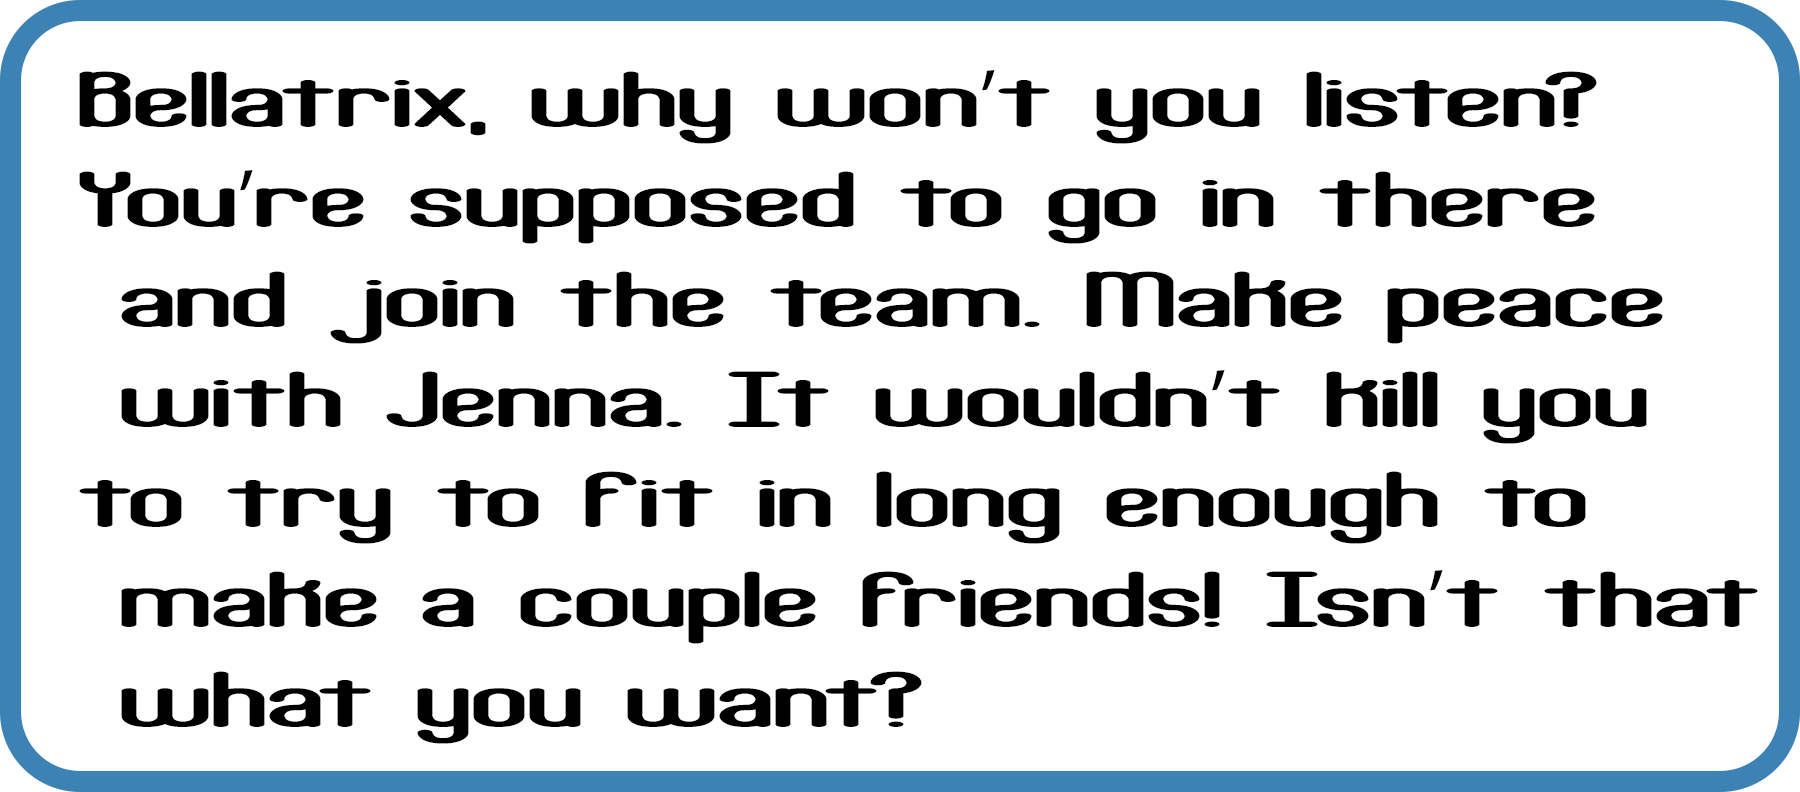 Bellatrix, why won't you listen?
You're supposed to go in there
and join the team. Make peace
with Jenna. It wouldn't kill you
to try to fit in long enough to
make a couple friends! Isn't that
what you want?